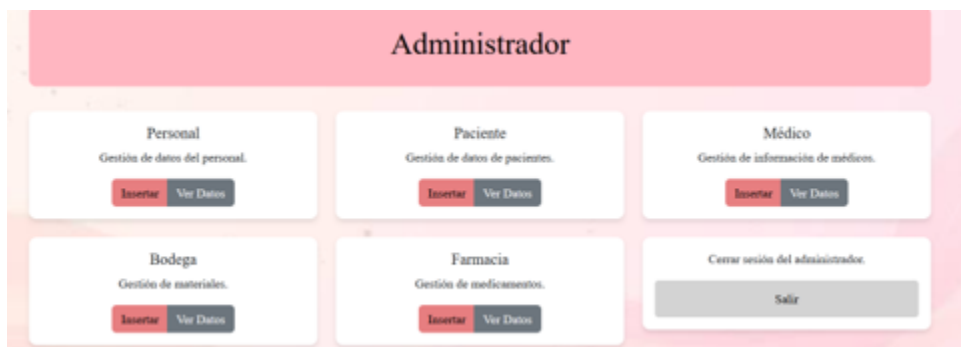 Administrador
Personal
Gestión de datos del personal.
Insertar Ver Datos
Paciente
Gestión de datos de pacientes.
Insertar Ver Datos
Médico
Gestión de información de médicos.
Insertar Ver Datos
Bodega
Gestión de materiales.
Insertar Ver Datos
Farmacia
Gestión de medicamentos.
Insertar Ver Datos
Cerrar sesión del administrador.
Salir